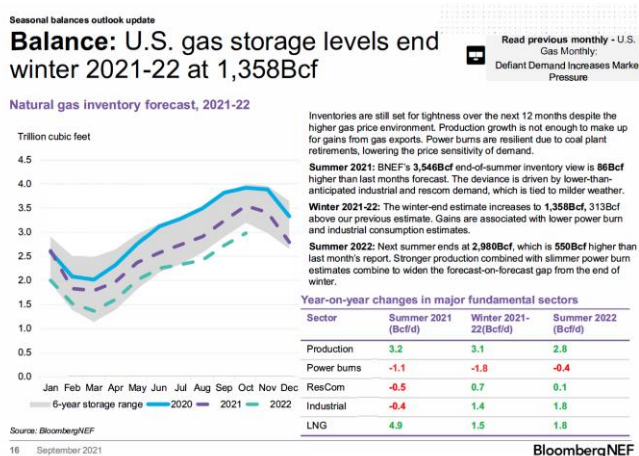 Seasonal balances outlook update
Balance: U.S. gas storage levels end
winter 2021-22 at 1,358Bcf
Read previous monthly - U.S.
Gas Monthly:
Defiant Demand Increases Marke
Pressure
Natural gas inventory forecast, 2021-22
Trillion cubic feet
4.5
4.0
3.5
3.0
2.5
2.0
1.5
1.0
0.5
0.0
Jan Feb Mar Apr May Jun Jul Aug Sep Oct Nov Dec
6-year storage range 2020 2021 2022
Inventories are still set for tightness over the next 12 months despite the
higher gas price environment. Production growth is not enough to make up
for gains from gas exports. Power burns are resilient due to coal plant
retirements, lowering the price sensitivity of demand.
Summer 2021: BNEF's 3,546Bcf end-of-summer inventory view is 86Bcf
higher than last months forecast. The deviance is driven by lower-than-
anticipated industrial and rescom demand, which is tied to milder weather.
Winter 2021-22: The winter-end estimate increases to 1,358Bcf, 313Bcf
above our previous estimate. Gains are associated with lower power burn
and industrial consumption estimates.
Summer 2022: Next summer ends at 2,980Bcf, which is 550Bcf higher than
last month's report. Stronger production combined with slimmer power burn
estimates combine to widen the forecast-on-forecast gap from the end of
winter.
Year-on-year changes in major fundamental sectors
Sector Summer 2021 Winter 2021- Summer 2022
(Bcf/d) 22(Bcf/d) (Bcf/d)
Production 3.2 3.1 2.8
Power burns -1.1 -1.8 -0.4
ResCom -0.5 0.7 0.1
Industrial -0.4 1.4 1.8
LNG 4.9 1.5 1.8
Source: BloombergNEF
16 September 2021
BloombergNEF